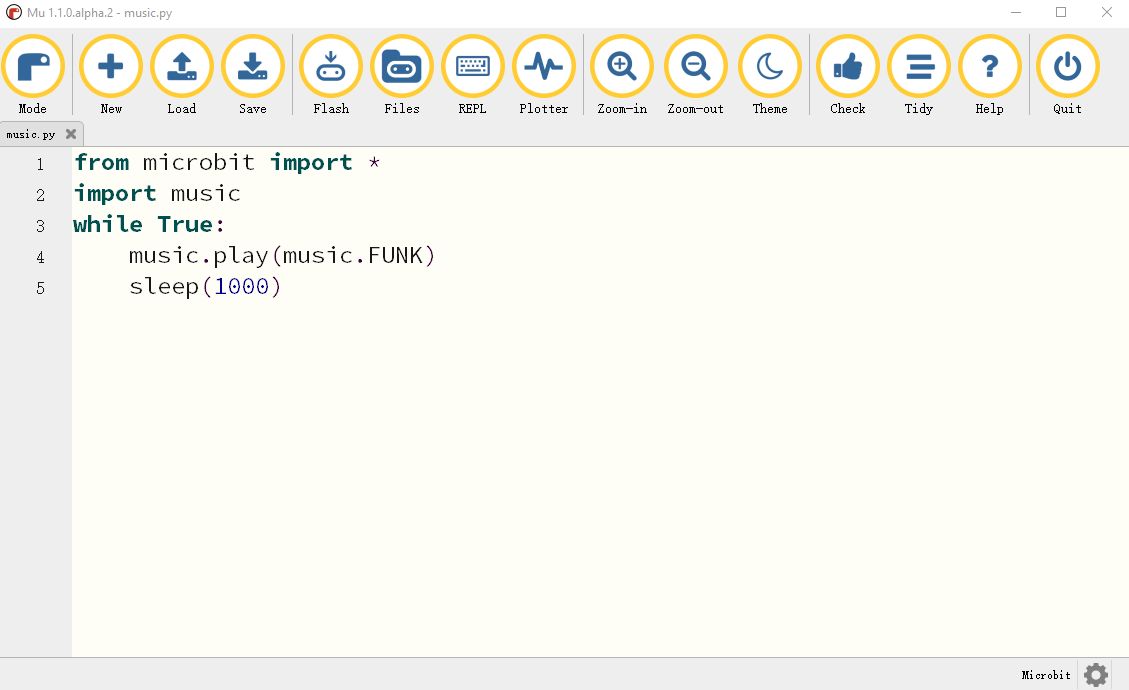 Mu 1.1.0.alpha.2 - music.py
Mode New Load Save Flash Files REPL Plotter Zoom-in Zoom-out Theme Check Tidy Help Quit
music.py
1 from microbit import *
2 import music
3 while True:
4     music.play(music.FUNK)
5     sleep(1000)
Microbit